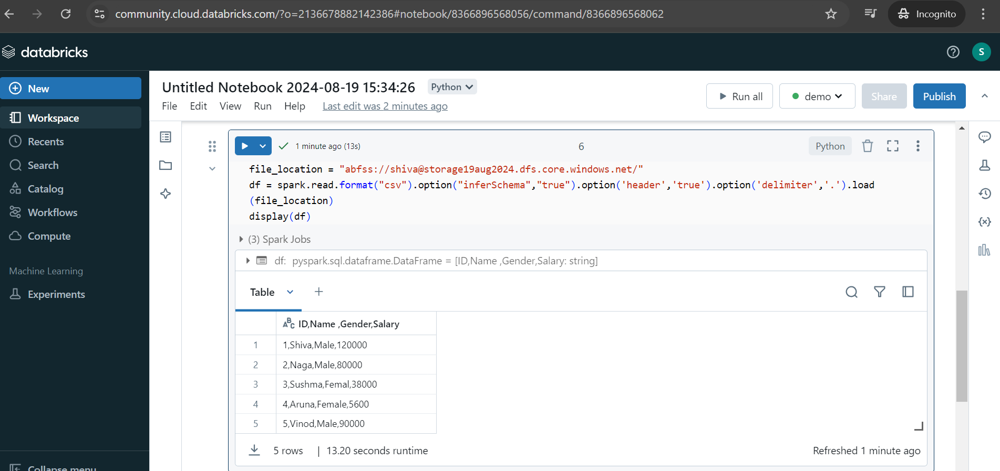 community.cloud.databricks.com/?o=2136678882142386#notebook/8366896568056/command/8366896568062
Incognito
databricks
S
New
Workspace
Recents
Search
Catalog
Workflows
Compute
Machine Learning
Experiments
Collapse menu
Untitled Notebook 2024-08-19 15:34:26
Python
File Edit View Run Help Last edit was 2 minutes ago
Run all
demo
Share
Publish
1 minute ago (13s)
6
Python
file_location = "abfss://shiva@storage19aug2024.dfs.core.windows.net/"
df = spark.read.format("csv").option("inferSchema","true").option('header','true').option('delimiter','.').load
(file_location)
display(df)
(3) Spark Jobs
df: pyspark.sql.dataframe.DataFrame = [ID,Name ,Gender,Salary: string]
Table
ABC ID,Name ,Gender,Salary
1 1,Shiva,Male,120000
2 2,Naga,Male,80000
3 3,Sushma,Femal,38000
4 4,Aruna,Female,5600
5 5,Vinod,Male,90000
5 rows | 13.20 seconds runtime
Refreshed 1 minute ago